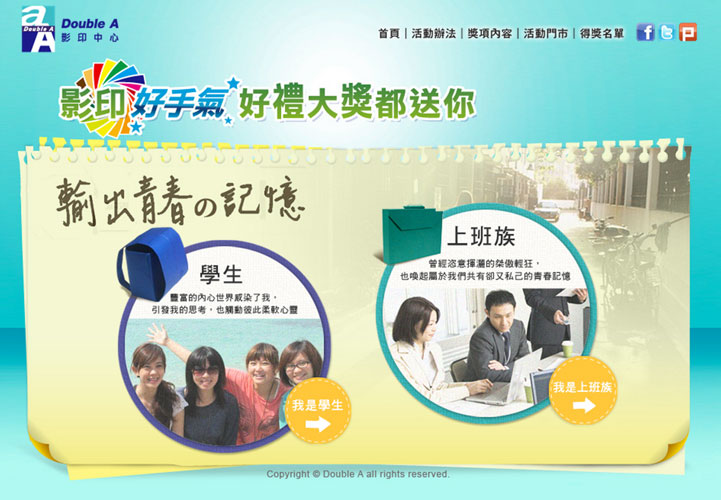 Double A
Double A
影印中心
首頁｜活動辦法｜獎項內容｜活動門市｜得獎名單
影印好手氣 好禮大獎都送你
輸出青春の記憶
學生
豐富的內心世界感染了我，
引發我的思考，也觸動彼此柔軟心靈
我是學生
上班族
曾經恣意揮灑的桀傲輕狂，
也喚起屬於我們共有卻又私己的青春記憶
我是上班族
Copyright © Double A all rights reserved.